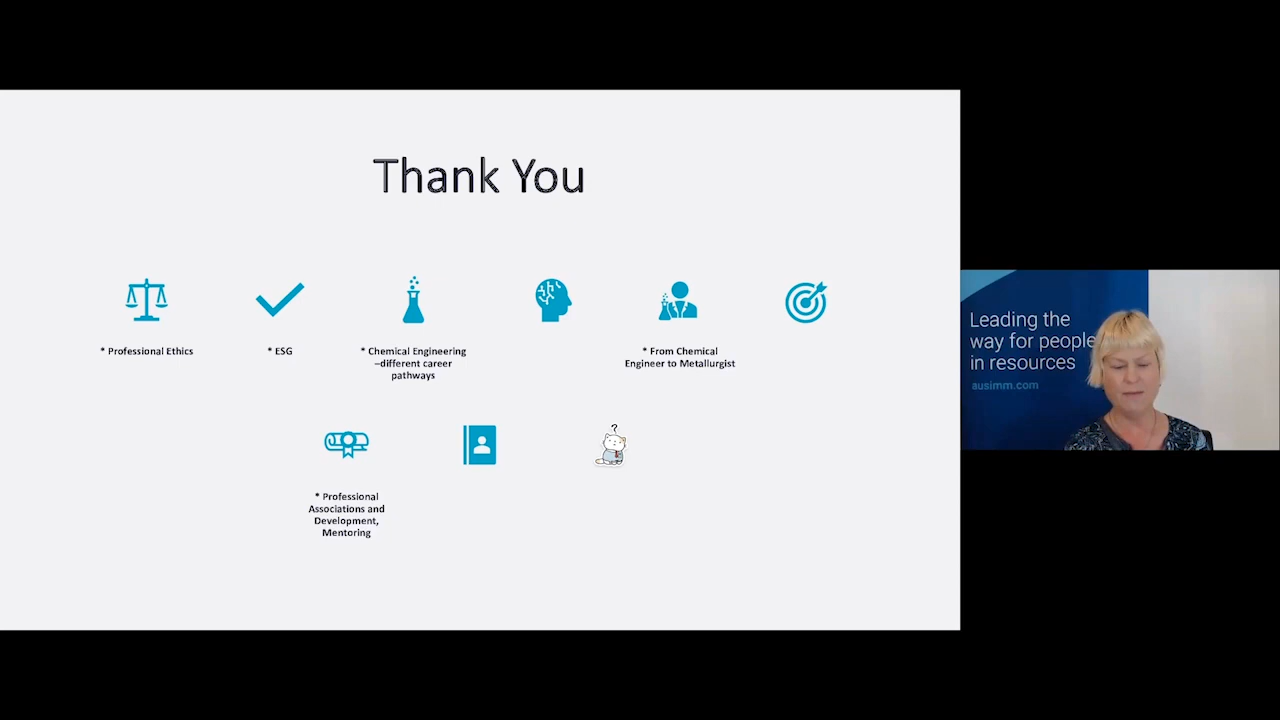 Thank You
* Professional Ethics
* ESG
* Chemical Engineering
–different career
pathways
* From Chemical
Engineer to Metallurgist
?
* Professional
Associations and
Development,
Mentoring
Leading the
way for people
in resources
ausimm.com